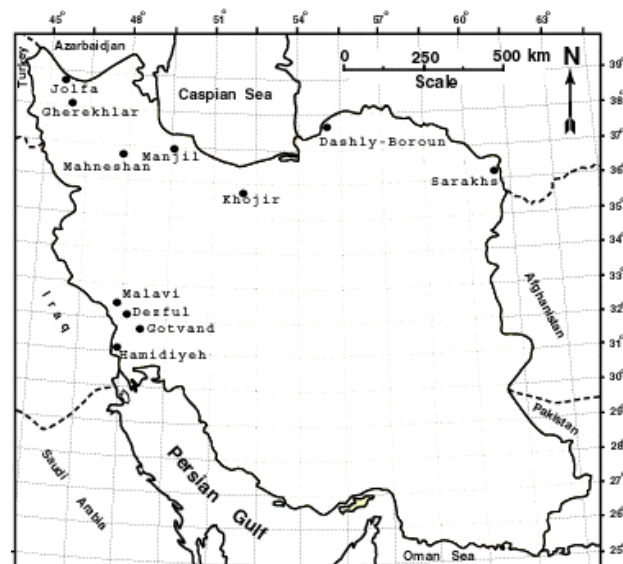 45° 48° 51° 54° 57° 60° 63°
Azarbaidjan
Turkey
0 250 500 km
Scale
N
Caspian Sea
Jolfa
Gherekhlar
Dashly-Boroun
Manjil
Mahneshan
Sarakhs
Khojir
39°
38°
37°
36°
35°
34°
33°
32°
31°
30°
29°
28°
27°
26°
25°
Malavi
Dezful
Gotvand
Hamidiyeh
Iraq
Afghanistan
Pakistan
Saudi
Arabia
Persian Gulf
Oman Sea